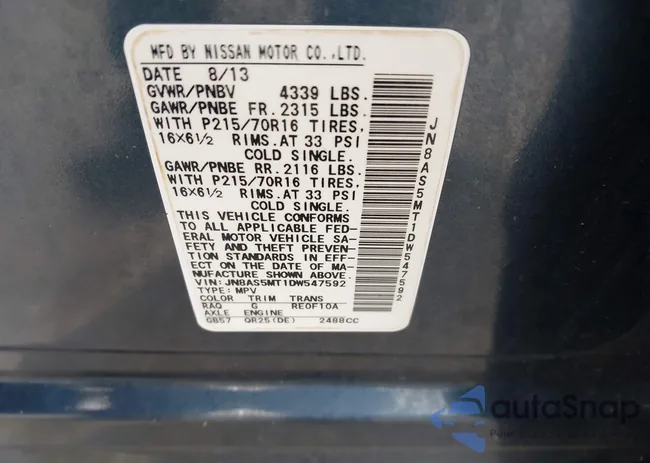 MFD BY NISSAN MOTOR CO.,LTD.
DATE 8/13
GVWR/PNBV 4339 LBS.
GAWR/PNBE FR. 2315 LBS.
WITH P215/70R16 TIRES,
16X6½ RIMS.AT 33 PSI
COLD SINGLE.
GAWR/PNBE RR. 2116 LBS.
WITH P215/70R16 TIRES,
16X6½ RIMS.AT 33 PSI
COLD SINGLE.
THIS VEHICLE CONFORMS
TO ALL APPLICABLE FED-
ERAL MOTOR VEHICLE SA-
FETY AND THEFT PREVEN-
TION STANDARDS IN EFF-
ECT ON THE DATE OF MA-
NUFACTURE SHOWN ABOVE.
VIN: JN8AS5MT1DW547592
TYPE: MPV
COLOR TRIM TRANS
RAQ G RE0F10A
AXLE ENGINE
GB57 QR25(DE) 2488CC
JN8AS5MT1DW547592
autaSnap